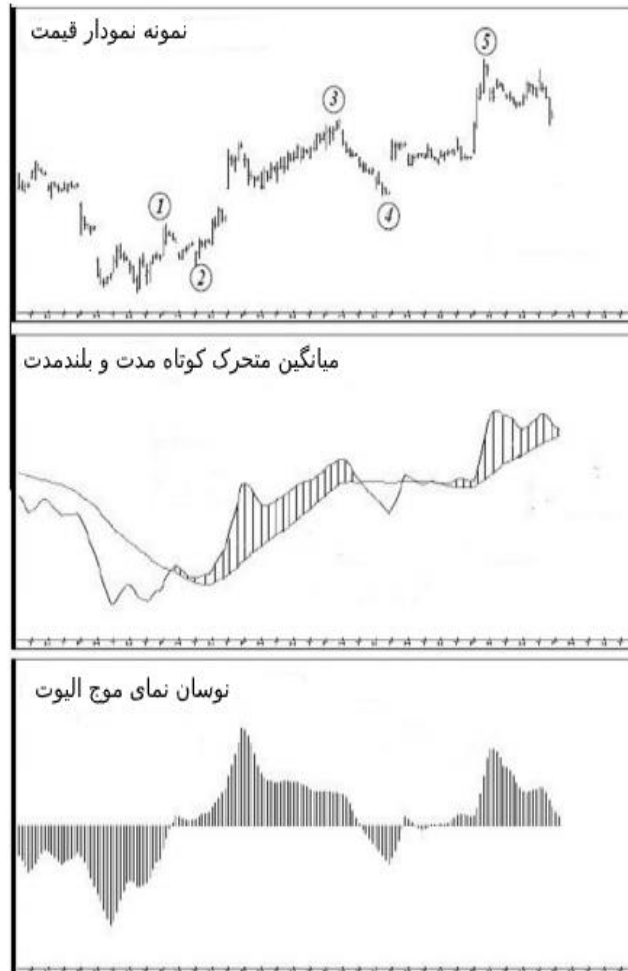 نمونه نمودار قیمت
5
3
1
4
2
میانگین متحرک کوتاه مدت و بلندمدت
نوسان نمای موج الیوت